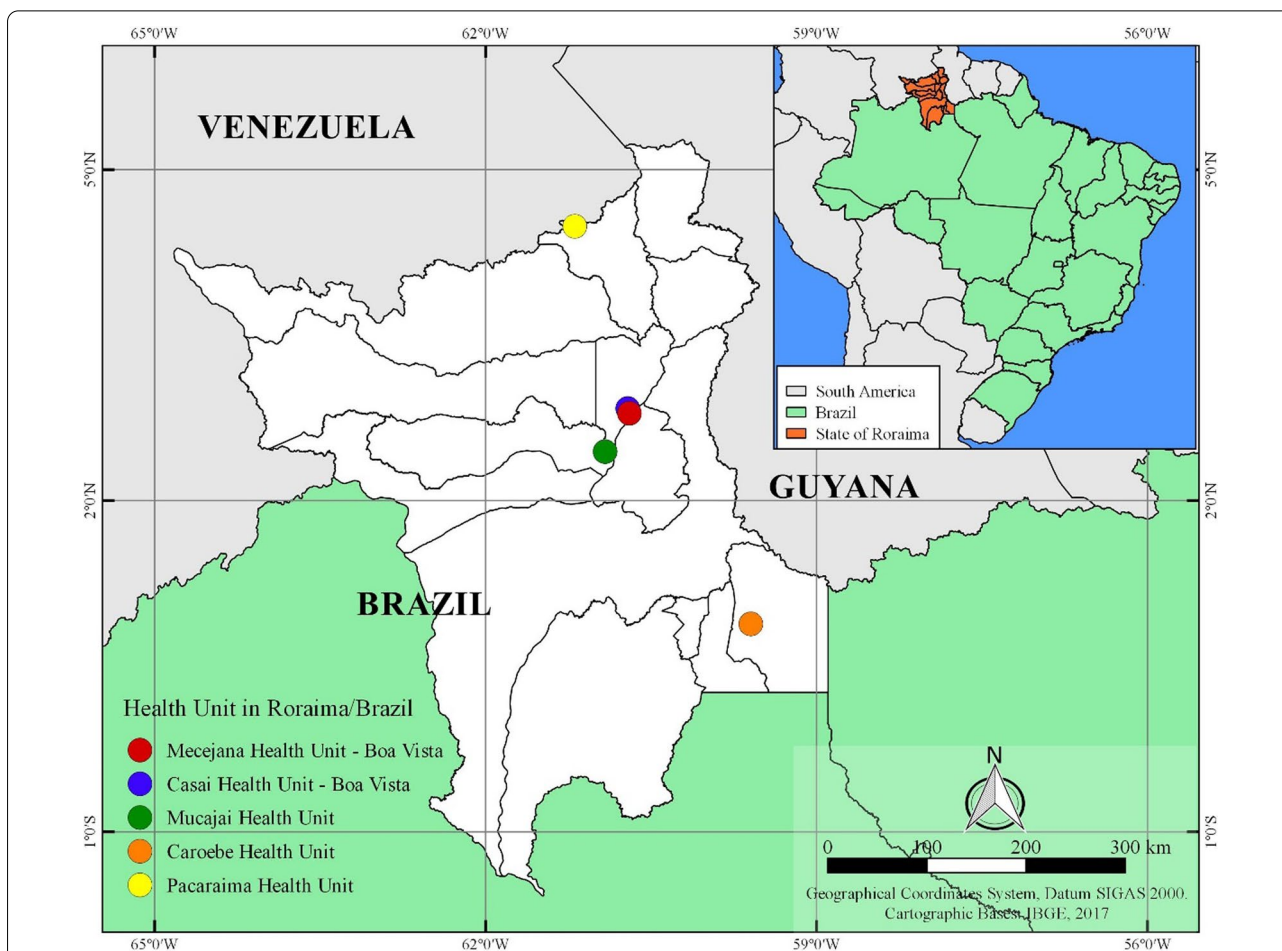 65°0'W 62°0'W 59°0'W 56°0'W
VENEZUELA
5°0'N 5°0'N
South America
Brazil
State of Roraima
GUYANA
2°0'N 2°0'N
BRAZIL
Health Unit in Roraima/Brazil
Mecejana Health Unit - Boa Vista
Casai Health Unit - Boa Vista
Mucajai Health Unit
Caroebe Health Unit
Pacaraima Health Unit
N
1°0'S 1°0'S
0 100 200 300 km
Geographical Coordinates System, Datum SIGAS 2000.
Cartographic Bases: IBGE, 2017
65°0'W 62°0'W 59°0'W 56°0'W